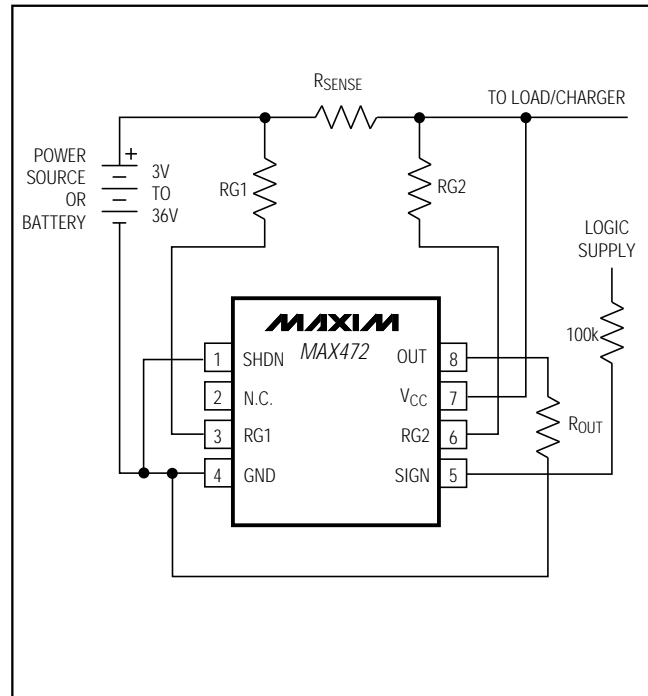 RSENSE
TO LOAD/CHARGER
POWER
SOURCE
OR
BATTERY
+
3V
TO
36V
RG1
RG2
LOGIC
SUPPLY
100k
MAXIM
MAX472
1 SHDN
2 N.C.
3 RG1
4 GND
OUT 8
VCC 7
RG2 6
SIGN 5
ROUT